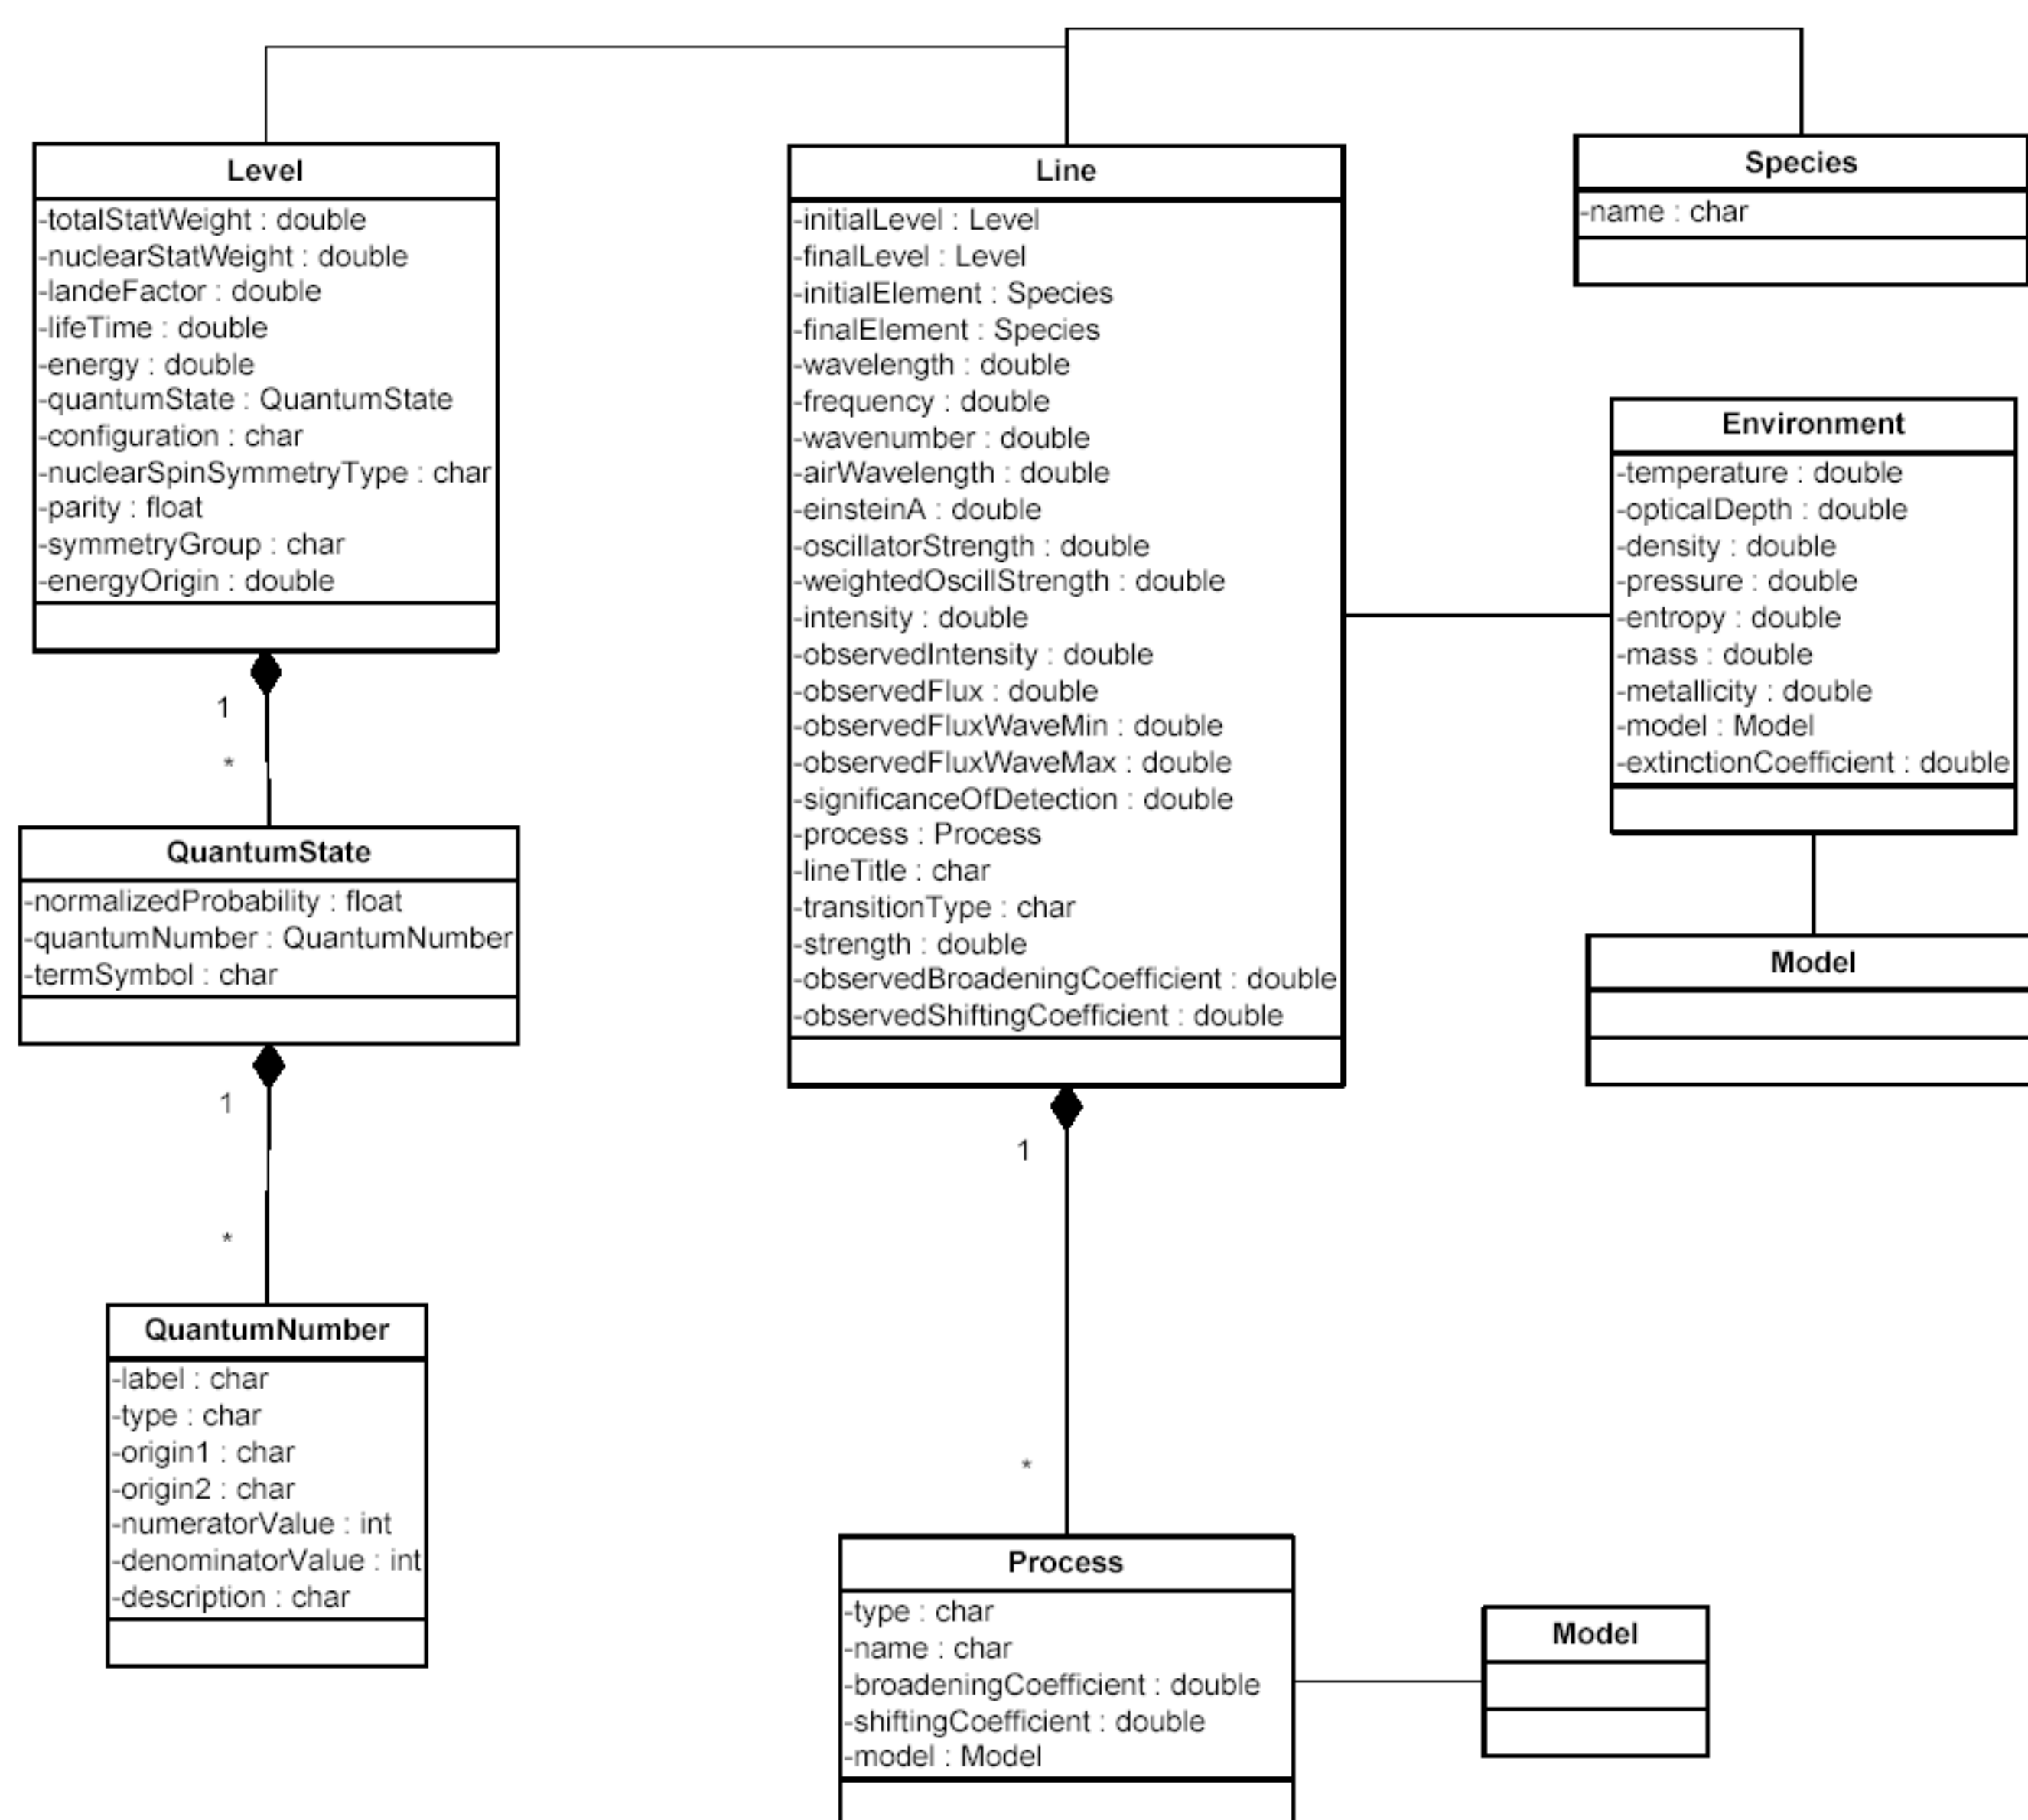 Level
-totalStatWeight : double
-nuclearStatWeight : double
-landeFactor : double
-lifeTime : double
-energy : double
-quantumState : QuantumState
-configuration : char
-nuclearSpinSymmetryType : char
-parity : float
-symmetryGroup : char
-energyOrigin : double
1
*
QuantumState
-normalizedProbability : float
-quantumNumber : QuantumNumber
-termSymbol : char
1
*
QuantumNumber
-label : char
-type : char
-origin1 : char
-origin2 : char
-numeratorValue : int
-denominatorValue : int
-description : char
Line
-initialLevel : Level
-finalLevel : Level
-initialElement : Species
-finalElement : Species
-wavelength : double
-frequency : double
-wavenumber : double
-airWavelength : double
-einsteinA : double
-oscillatorStrength : double
-weightedOscillStrength : double
-intensity : double
-observedIntensity : double
-observedFlux : double
-observedFluxWaveMin : double
-observedFluxWaveMax : double
-significanceOfDetection : double
-process : Process
-lineTitle : char
-transitionType : char
-strength : double
-observedBroadeningCoefficient : double
-observedShiftingCoefficient : double
1
*
Process
-type : char
-name : char
-broadeningCoefficient : double
-shiftingCoefficient : double
-model : Model
Species
-name : char
Environment
-temperature : double
-opticalDepth : double
-density : double
-pressure : double
-entropy : double
-mass : double
-metallicity : double
-model : Model
-extinctionCoefficient : double
Model
Model